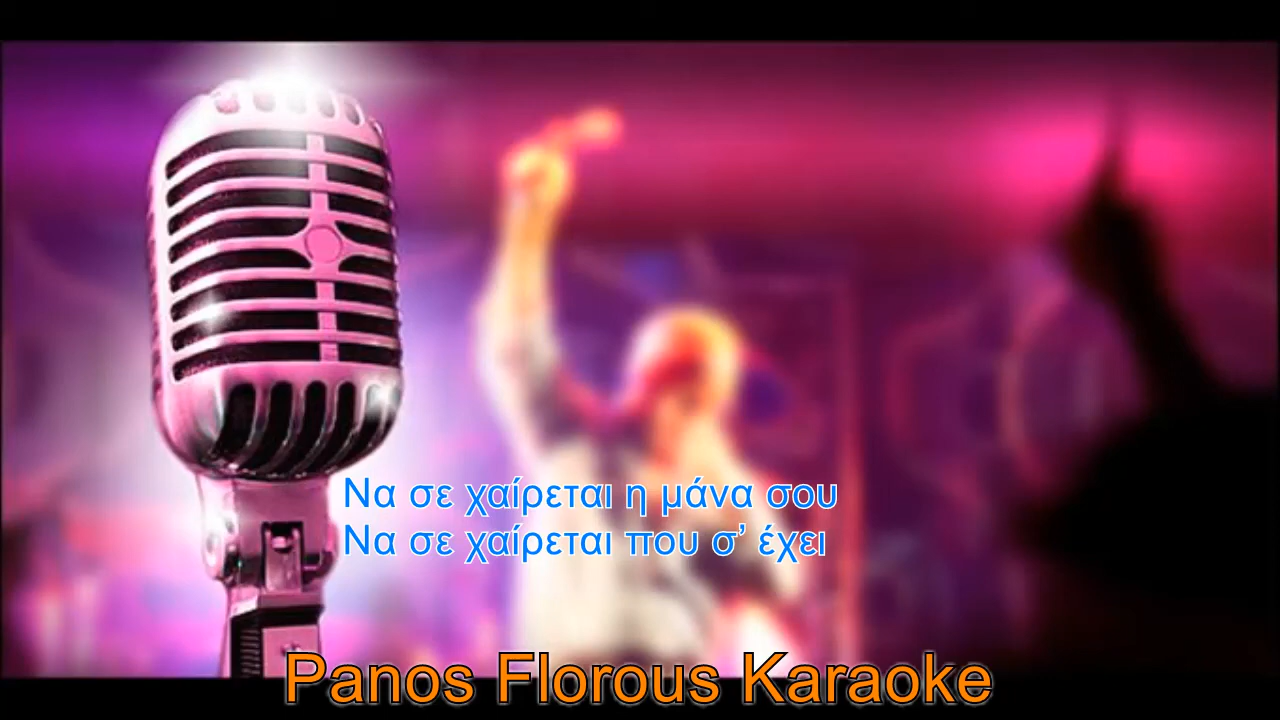 Να σε χαίρεται η μάνα σου
Να σε χαίρεται που σ’ έχει
Panos Florous Karaoke